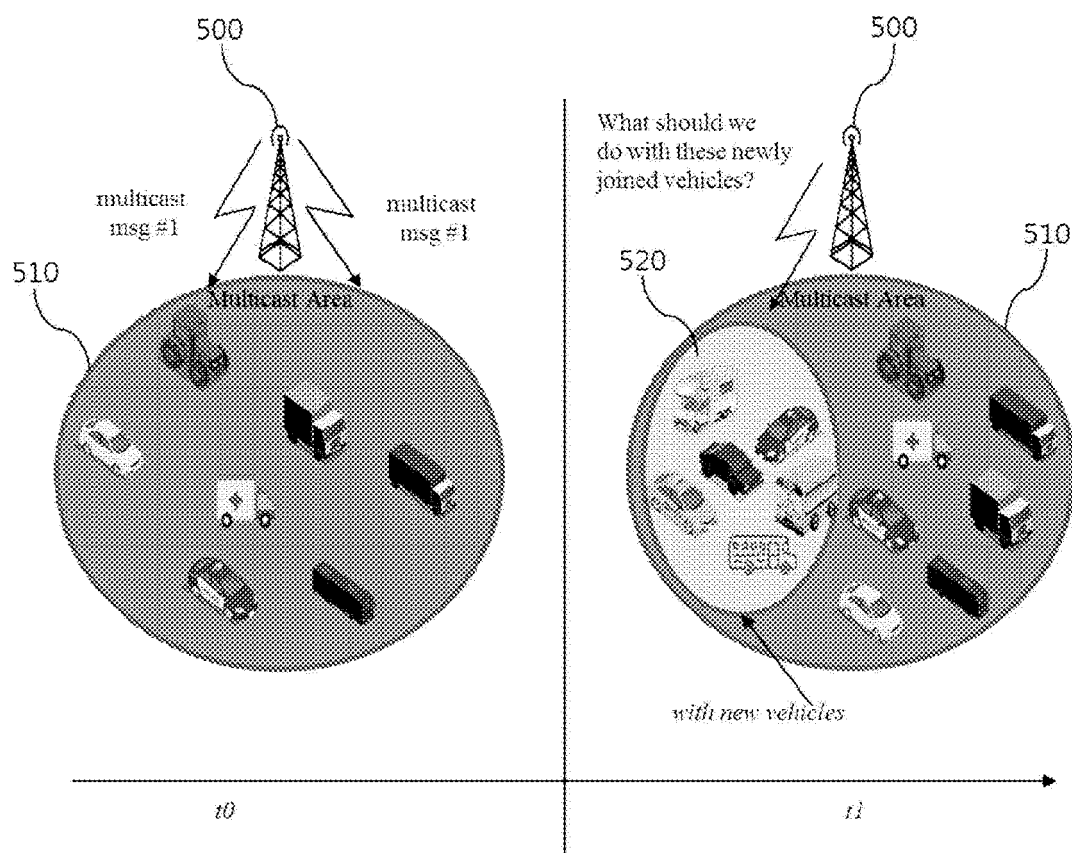 500
multicast
msg #1
multicast
msg #1
510
Multicast Area
t0
500
What should we
do with these newly
joined vehicles?
520
510
Multicast Area
with new vehicles
t1